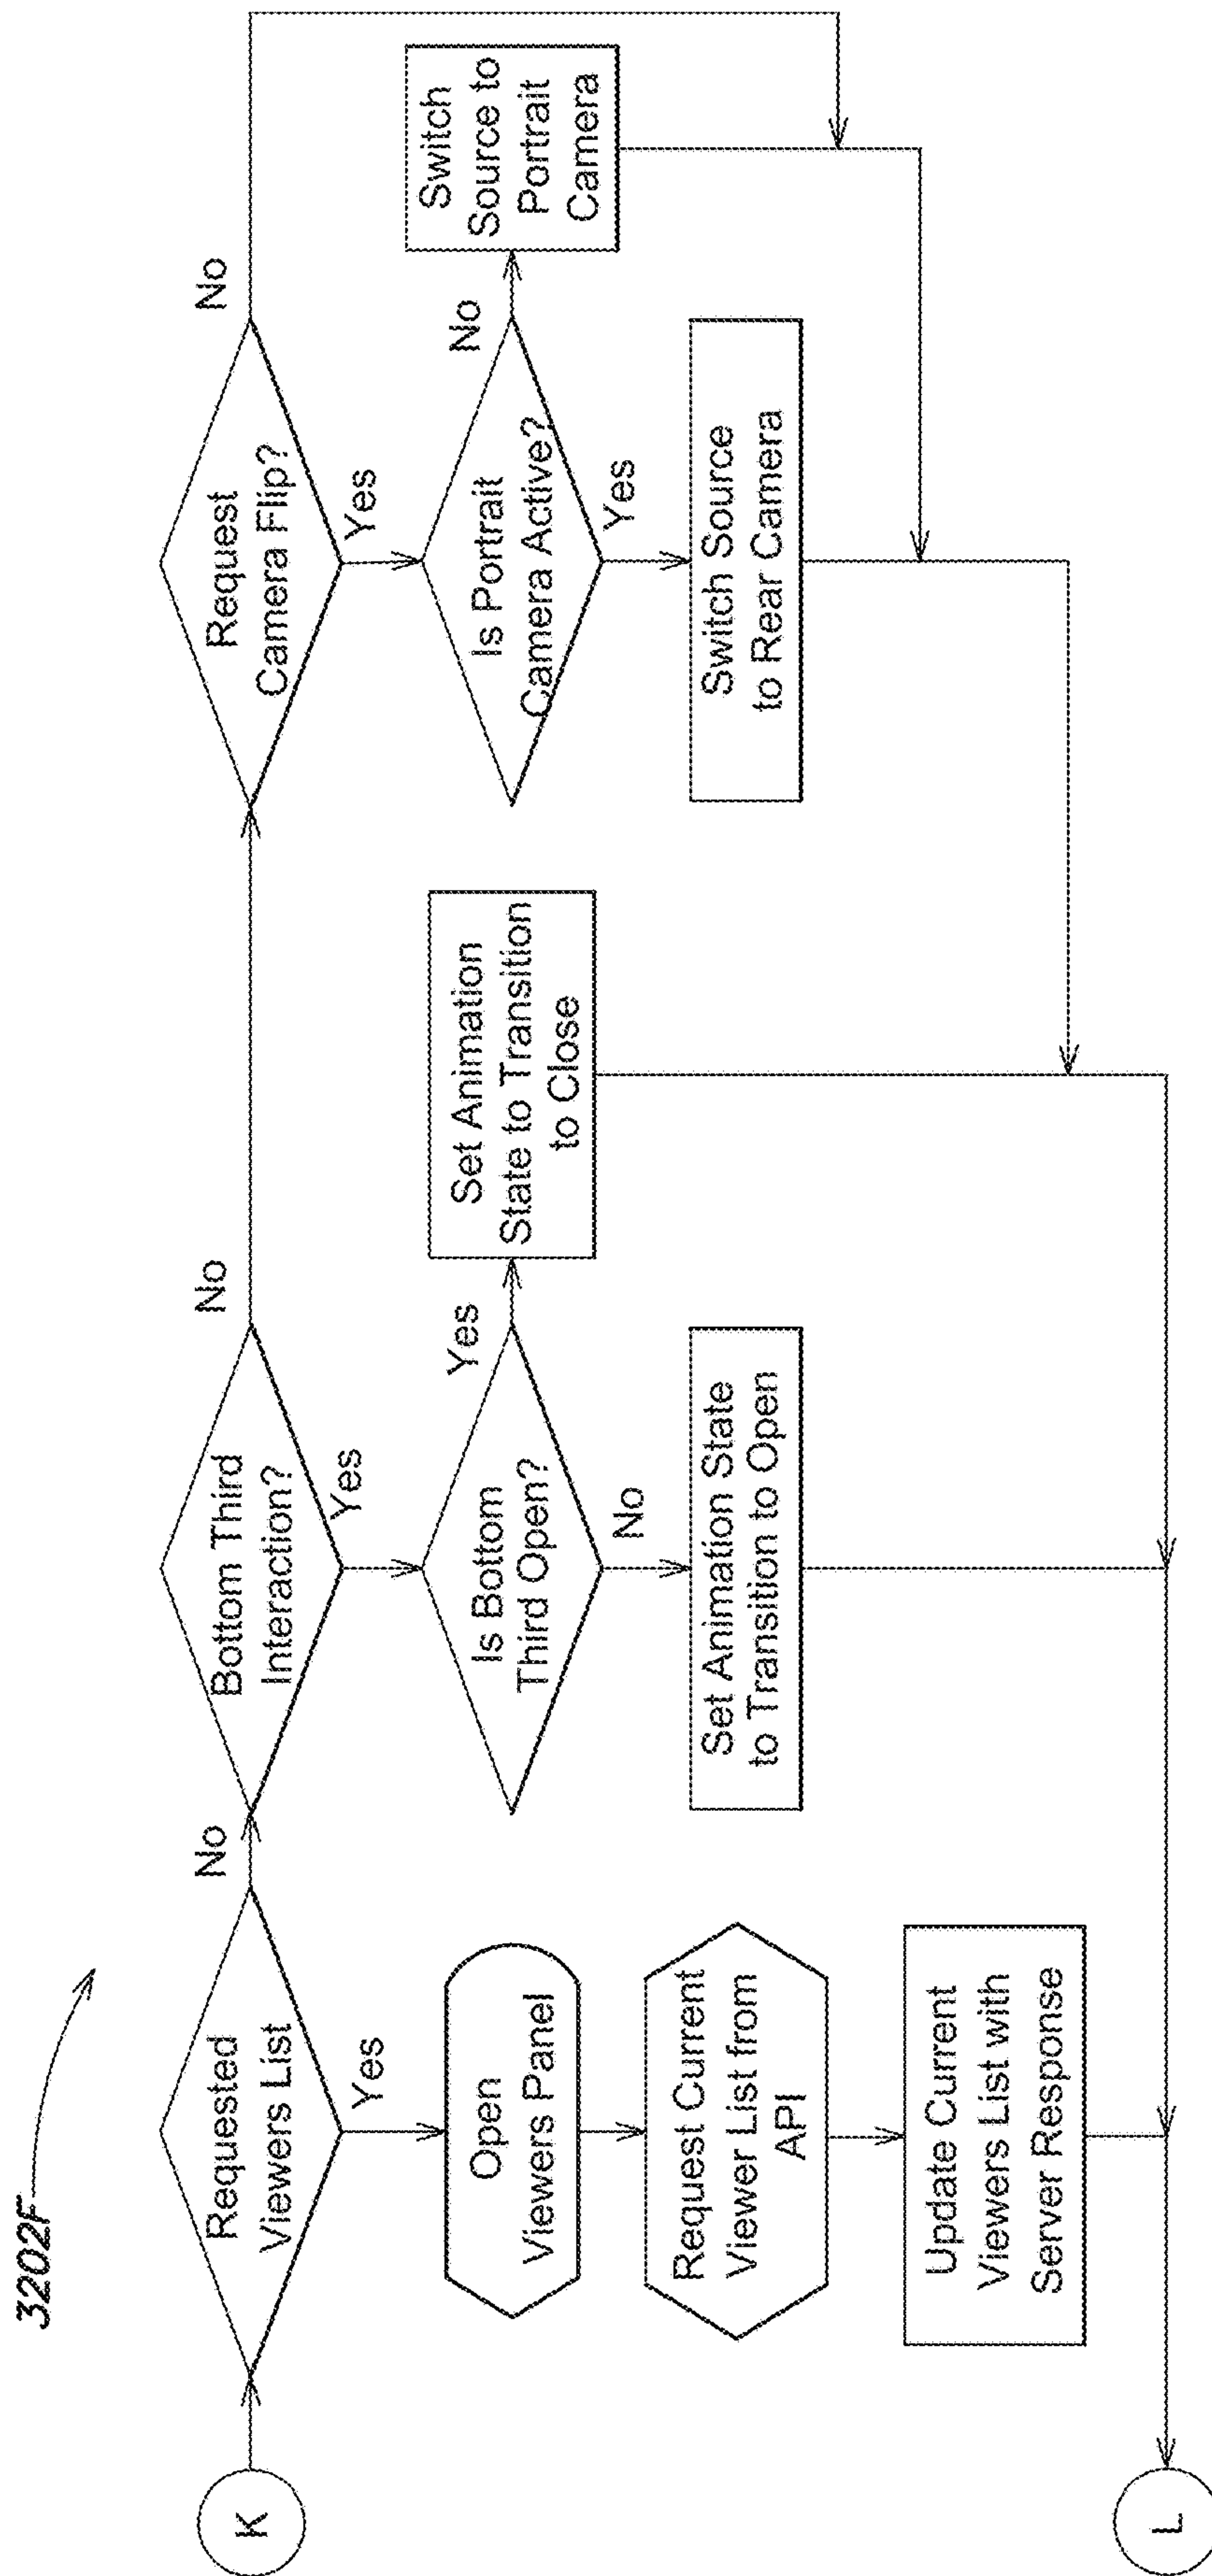 3202F
K
Requested
Viewers List
No
Yes
Open
Viewers Panel
Request Current
Viewer List from
API
Update Current
Viewers List with
Server Response
Bottom Third
Interaction?
No
Yes
Is Bottom
Third Open?
Yes
No
Set Animation
State to Transition
to Close
Set Animation State
to Transition to Open
Request
Camera Flip?
No
Yes
Is Portrait
Camera Active?
No
Yes
Switch
Source to
Portrait
Camera
Switch Source
to Rear Camera
L